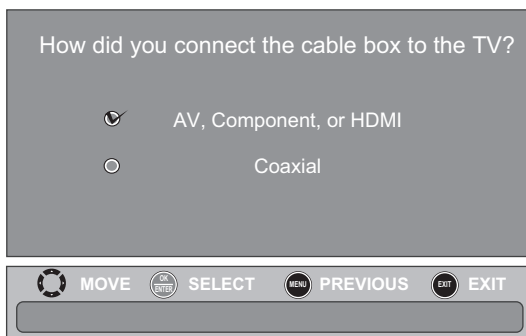 How did you connect the cable box to the TV?
AV, Component, or HDMI
Coaxial
MOVE OK ENTER SELECT MENU PREVIOUS EXIT EXIT